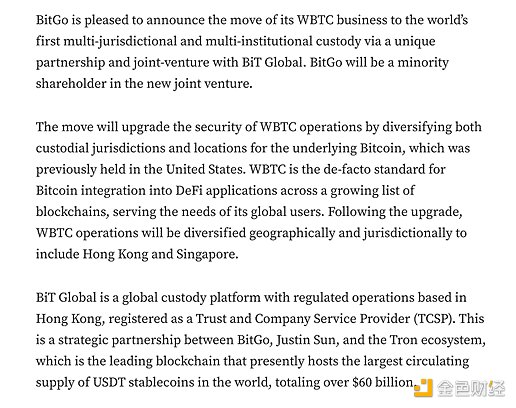 BitGo is pleased to announce the move of its WBTC business to the world's
first multi-jurisdictional and multi-institutional custody via a unique
partnership and joint-venture with BiT Global. BitGo will be a minority
shareholder in the new joint venture.
The move will upgrade the security of WBTC operations by diversifying both
custodial jurisdictions and locations for the underlying Bitcoin, which was
previously held in the United States. WBTC is the de-facto standard for
Bitcoin integration into DeFi applications across a growing list of
blockchains, serving the needs of its global users. Following the upgrade,
WBTC operations will be diversified geographically and jurisdictionally to
include Hong Kong and Singapore.
BiT Global is a global custody platform with regulated operations based in
Hong Kong, registered as a Trust and Company Service Provider (TCSP). This
is a strategic partnership between BitGo, Justin Sun, and the Tron ecosystem,
which is the leading blockchain that presently hosts the largest circulating
supply of USDT stablecoins in the world, totaling over $60 billion.
金色财经